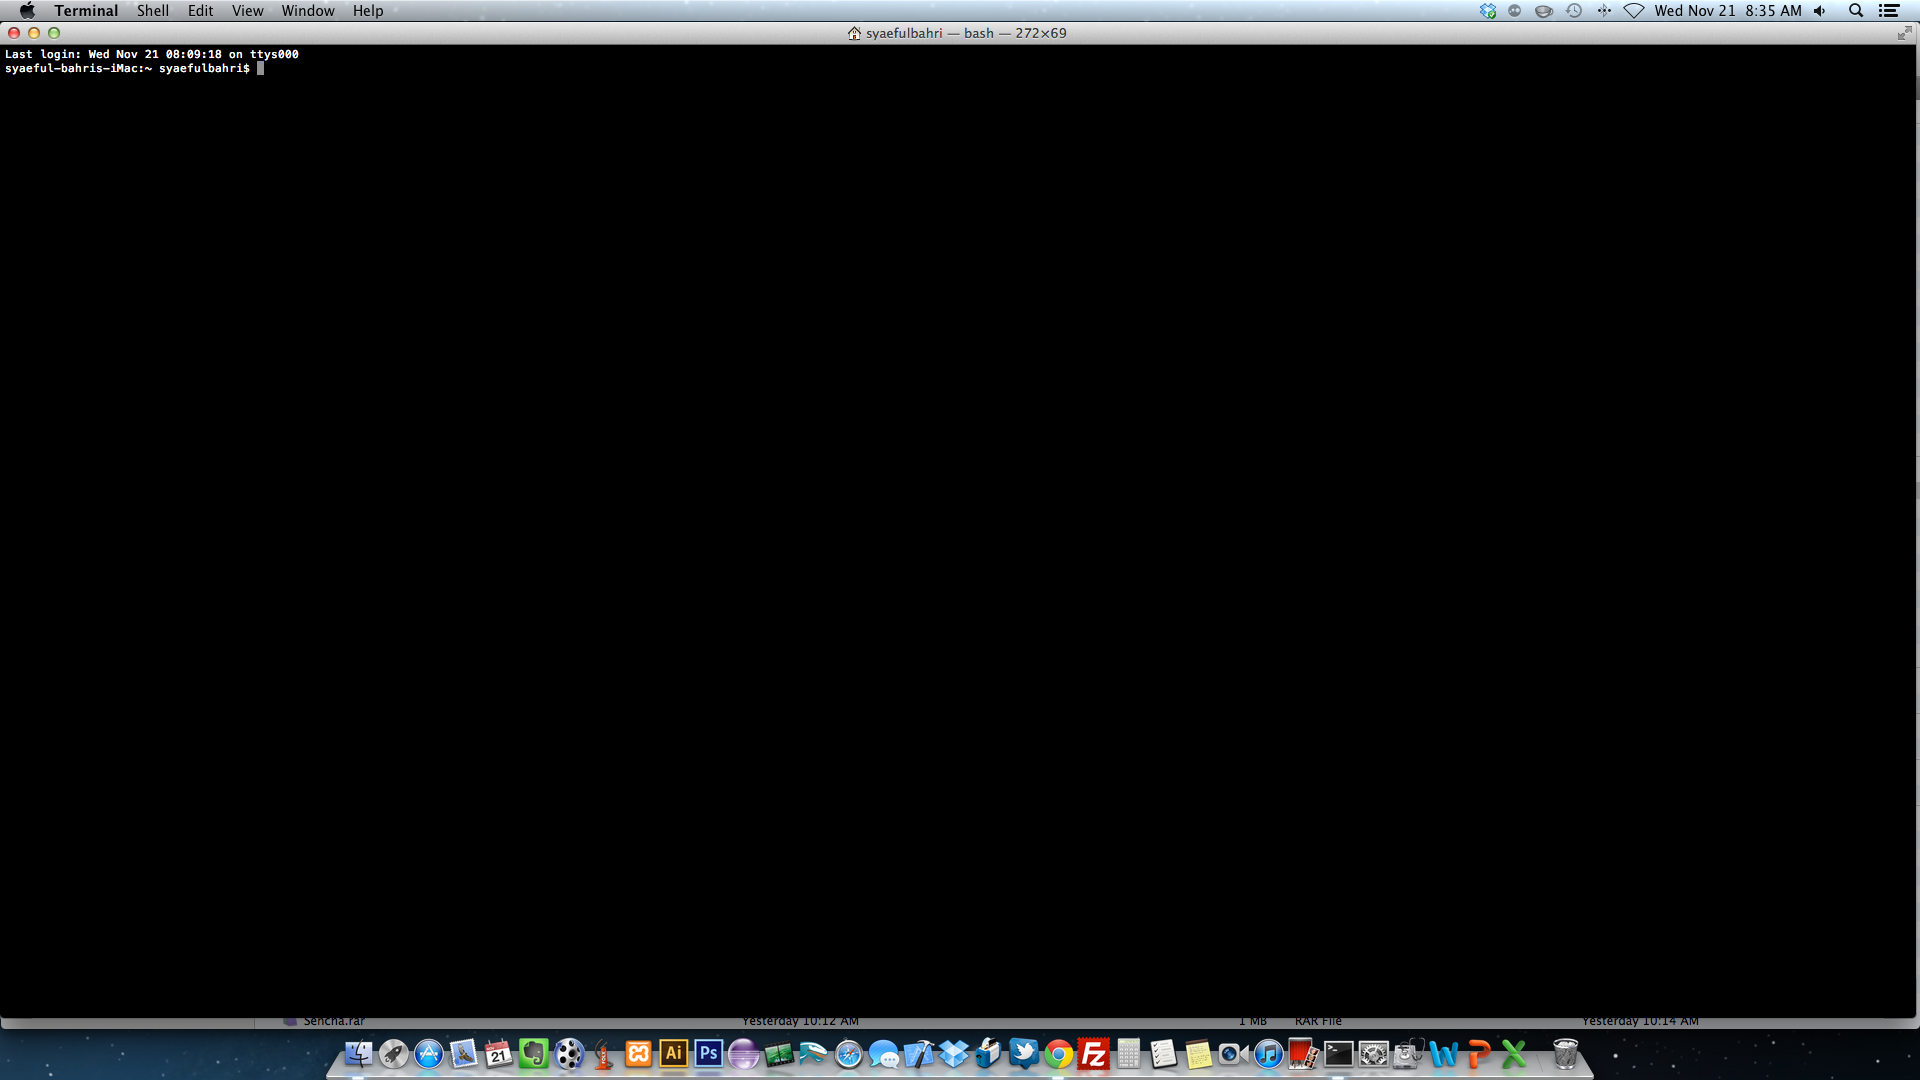 Terminal Shell Edit View Window Help Wed Nov 21 8:35 AM
syaefulbahri — bash — 272×69
Last login: Wed Nov 21 08:09:18 on ttys000
syaeful-bahris-iMac:~ syaefulbahri$
Sencha.rar Yesterday 10:12 AM 1 MB RAR File Yesterday 10:14 AM
21 Ai Ps FZ W P X